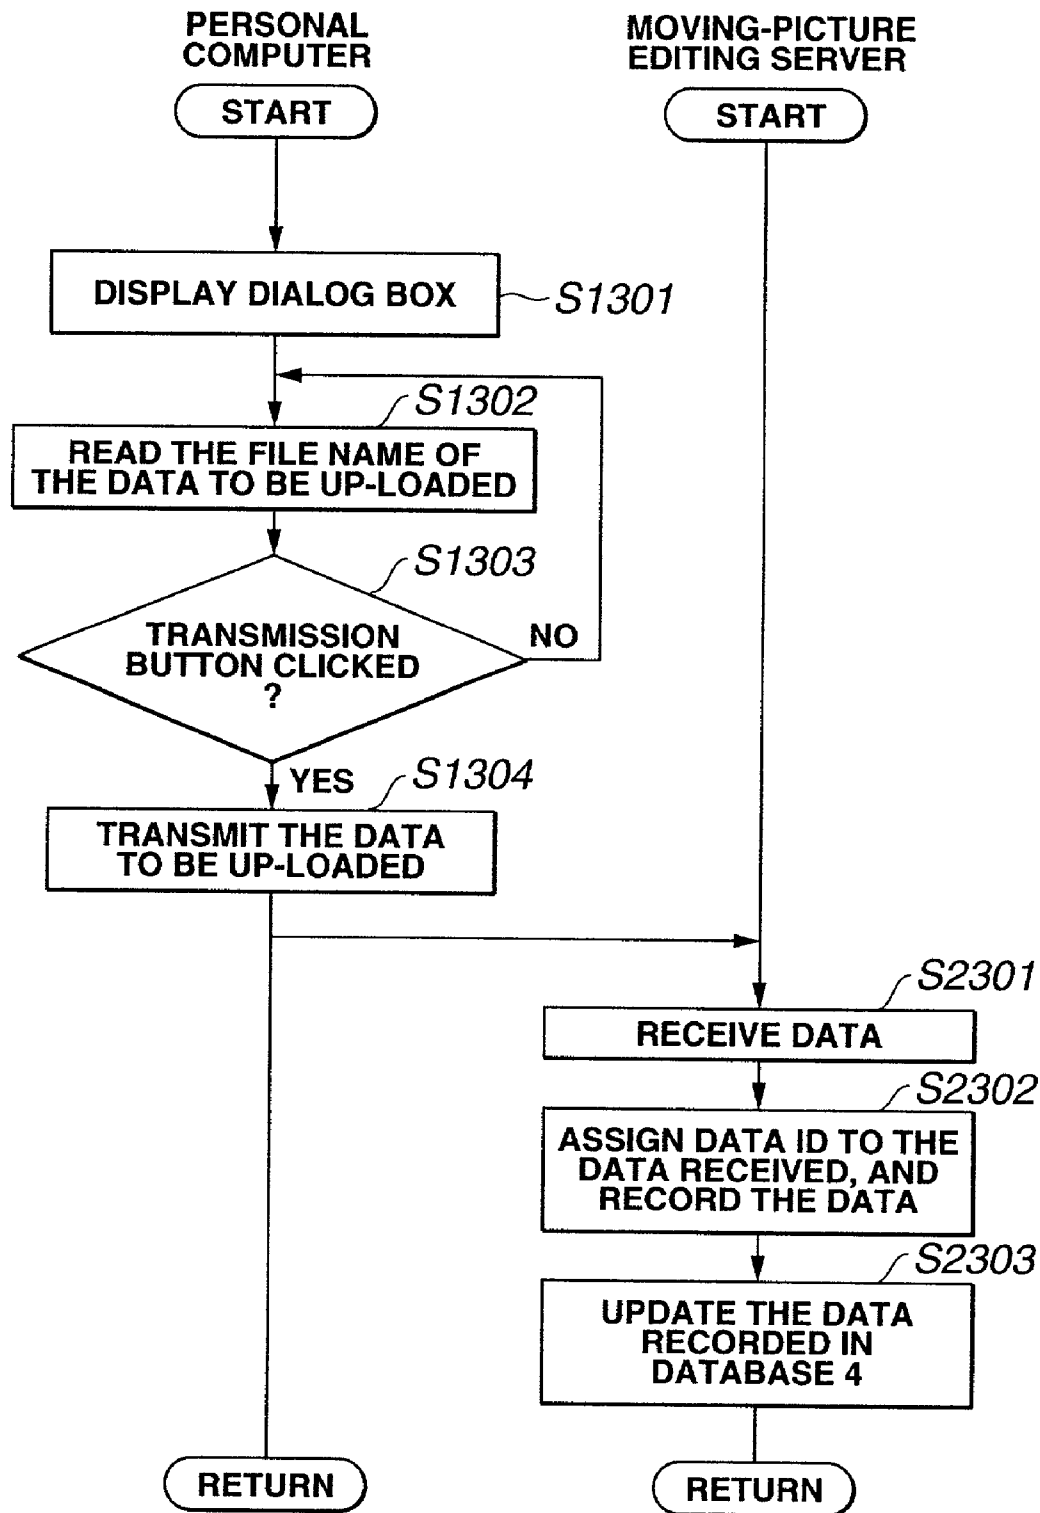 PERSONAL
COMPUTER
START
DISPLAY DIALOG BOX
S1301
S1302
READ THE FILE NAME OF
THE DATA TO BE UP-LOADED
S1303
TRANSMISSION
BUTTON CLICKED
?
NO
YES
S1304
TRANSMIT THE DATA
TO BE UP-LOADED
RETURN
MOVING-PICTURE
EDITING SERVER
START
S2301
RECEIVE DATA
S2302
ASSIGN DATA ID TO THE
DATA RECEIVED, AND
RECORD THE DATA
S2303
UPDATE THE DATA
RECORDED IN
DATABASE 4
RETURN